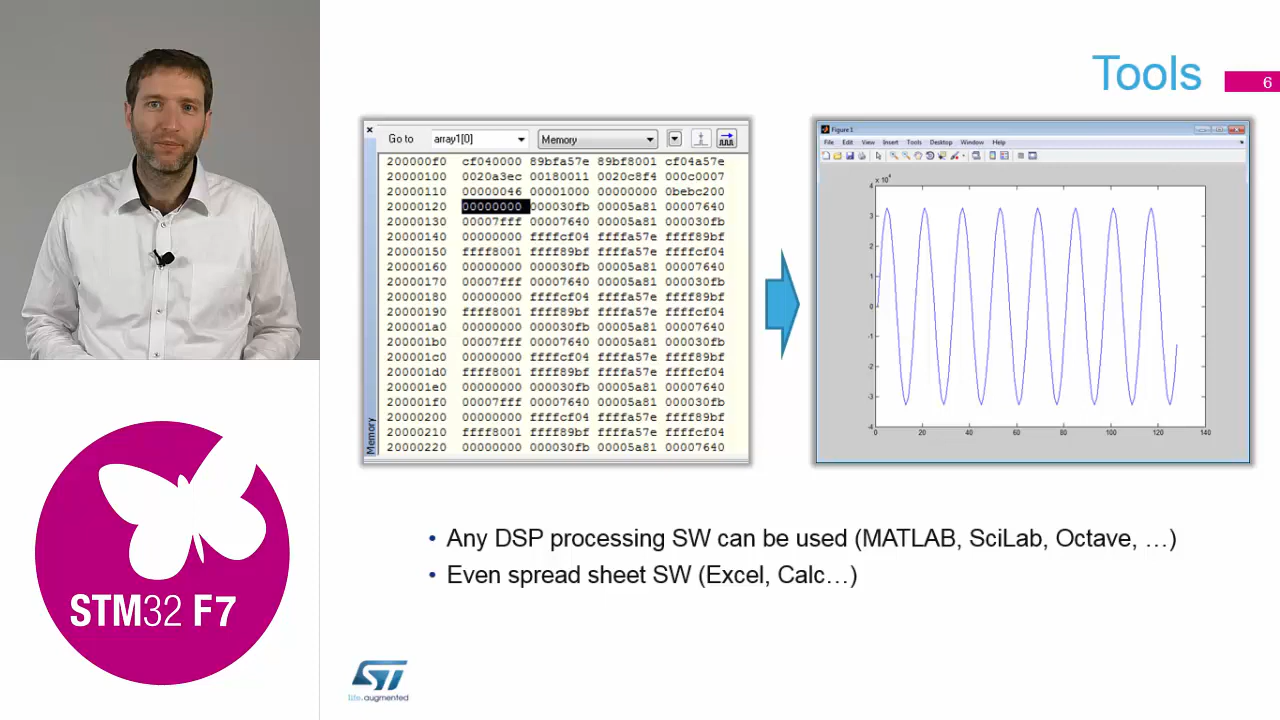 Tools
6
Go to array1[0] Memory
200000f0 cf040000 89bfa57e 89bf8001 cf04a57e
20000100 0020a3ec 00180011 0020c8f4 000c0007
20000110 00000046 00001000 00000000 0bebc200
20000120 00000000 000030fb 00005a81 00007640
20000130 00007fff 00007640 00005a81 000030fb
20000140 00000000 ffffcf04 ffffa57e ffff89bf
20000150 ffff8001 ffff89bf ffffa57e ffffcf04
20000160 00000000 000030fb 00005a81 00007640
20000170 00007fff 00007640 00005a81 000030fb
20000180 00000000 ffffcf04 ffffa57e ffff89bf
20000190 ffff8001 ffff89bf ffffa57e ffffcf04
200001a0 00000000 000030fb 00005a81 00007640
200001b0 00007fff 00007640 00005a81 000030fb
200001c0 00000000 ffffcf04 ffffa57e ffff89bf
200001d0 ffff8001 ffff89bf ffffa57e ffffcf04
200001e0 00000000 000030fb 00005a81 00007640
200001f0 00007fff 00007640 00005a81 000030fb
20000200 00000000 ffffcf04 ffffa57e ffff89bf
20000210 ffff8001 ffff89bf ffffa57e ffffcf04
20000220 00000000 000030fb 00005a81 00007640
Memory
Figure 1
File Edit View Insert Tools Desktop Window Help
x 10⁴
4
3
2
1
0
-1
-2
-3
-4
0 20 40 60 80 100 120 140
• Any DSP processing SW can be used (MATLAB, SciLab, Octave, …)
• Even spread sheet SW (Excel, Calc…)
STM32 F7
ST
life.augmented